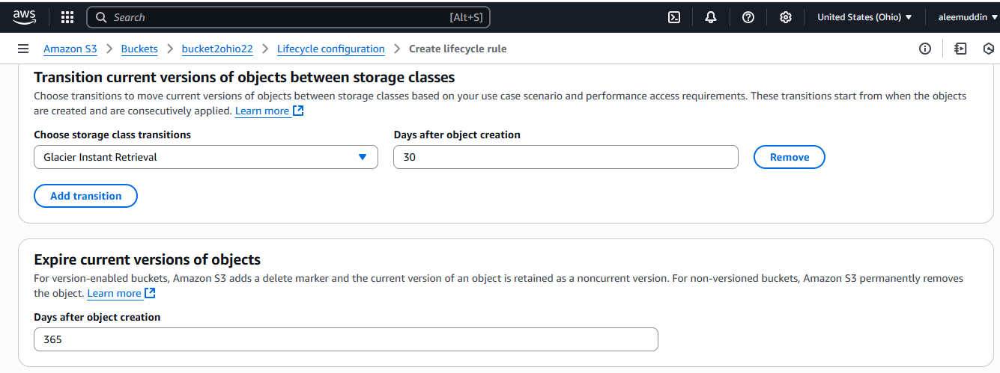 aws
Search [Alt+S] United States (Ohio) aleemuddin
Amazon S3 > Buckets > bucket2ohio22 > Lifecycle configuration > Create lifecycle rule
Transition current versions of objects between storage classes
Choose transitions to move current versions of objects between storage classes based on your use case scenario and performance access requirements. These transitions start from when the objects
are created and are consecutively applied. Learn more
Choose storage class transitions Days after object creation
Glacier Instant Retrieval 30 Remove
Add transition
Expire current versions of objects
For version-enabled buckets, Amazon S3 adds a delete marker and the current version of an object is retained as a noncurrent version. For non-versioned buckets, Amazon S3 permanently removes
the object. Learn more
Days after object creation
365